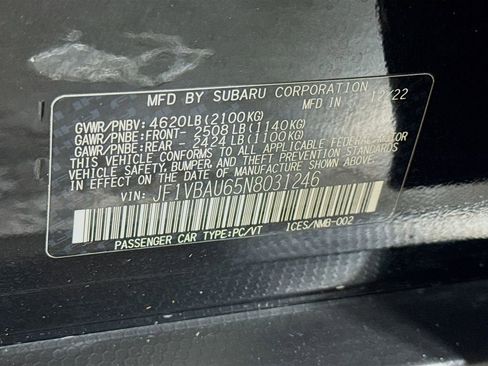 MFD BY SUBARU CORPORATION
GVWR/PNBV: 4620LB(2100KG) MFD IN 12/22
GAWR/PNBE:FRONT- 2508LB(1140KG)
GAWR/PNBE:REAR - 2424LB(1100KG)
THIS VEHICLE CONFORMS TO ALL APPLICABLE FEDERAL MOTOR
VEHICLE SAFETY, BUMPER, AND THEFT PREVENTION STANDARDS
IN EFFECT ON THE DATE OF MANUFACTURE SHOWN ABOVE.
VIN: JF1VBAU65N8031246
PASSENGER CAR TYPE:PC/VT ICES/NMB-002